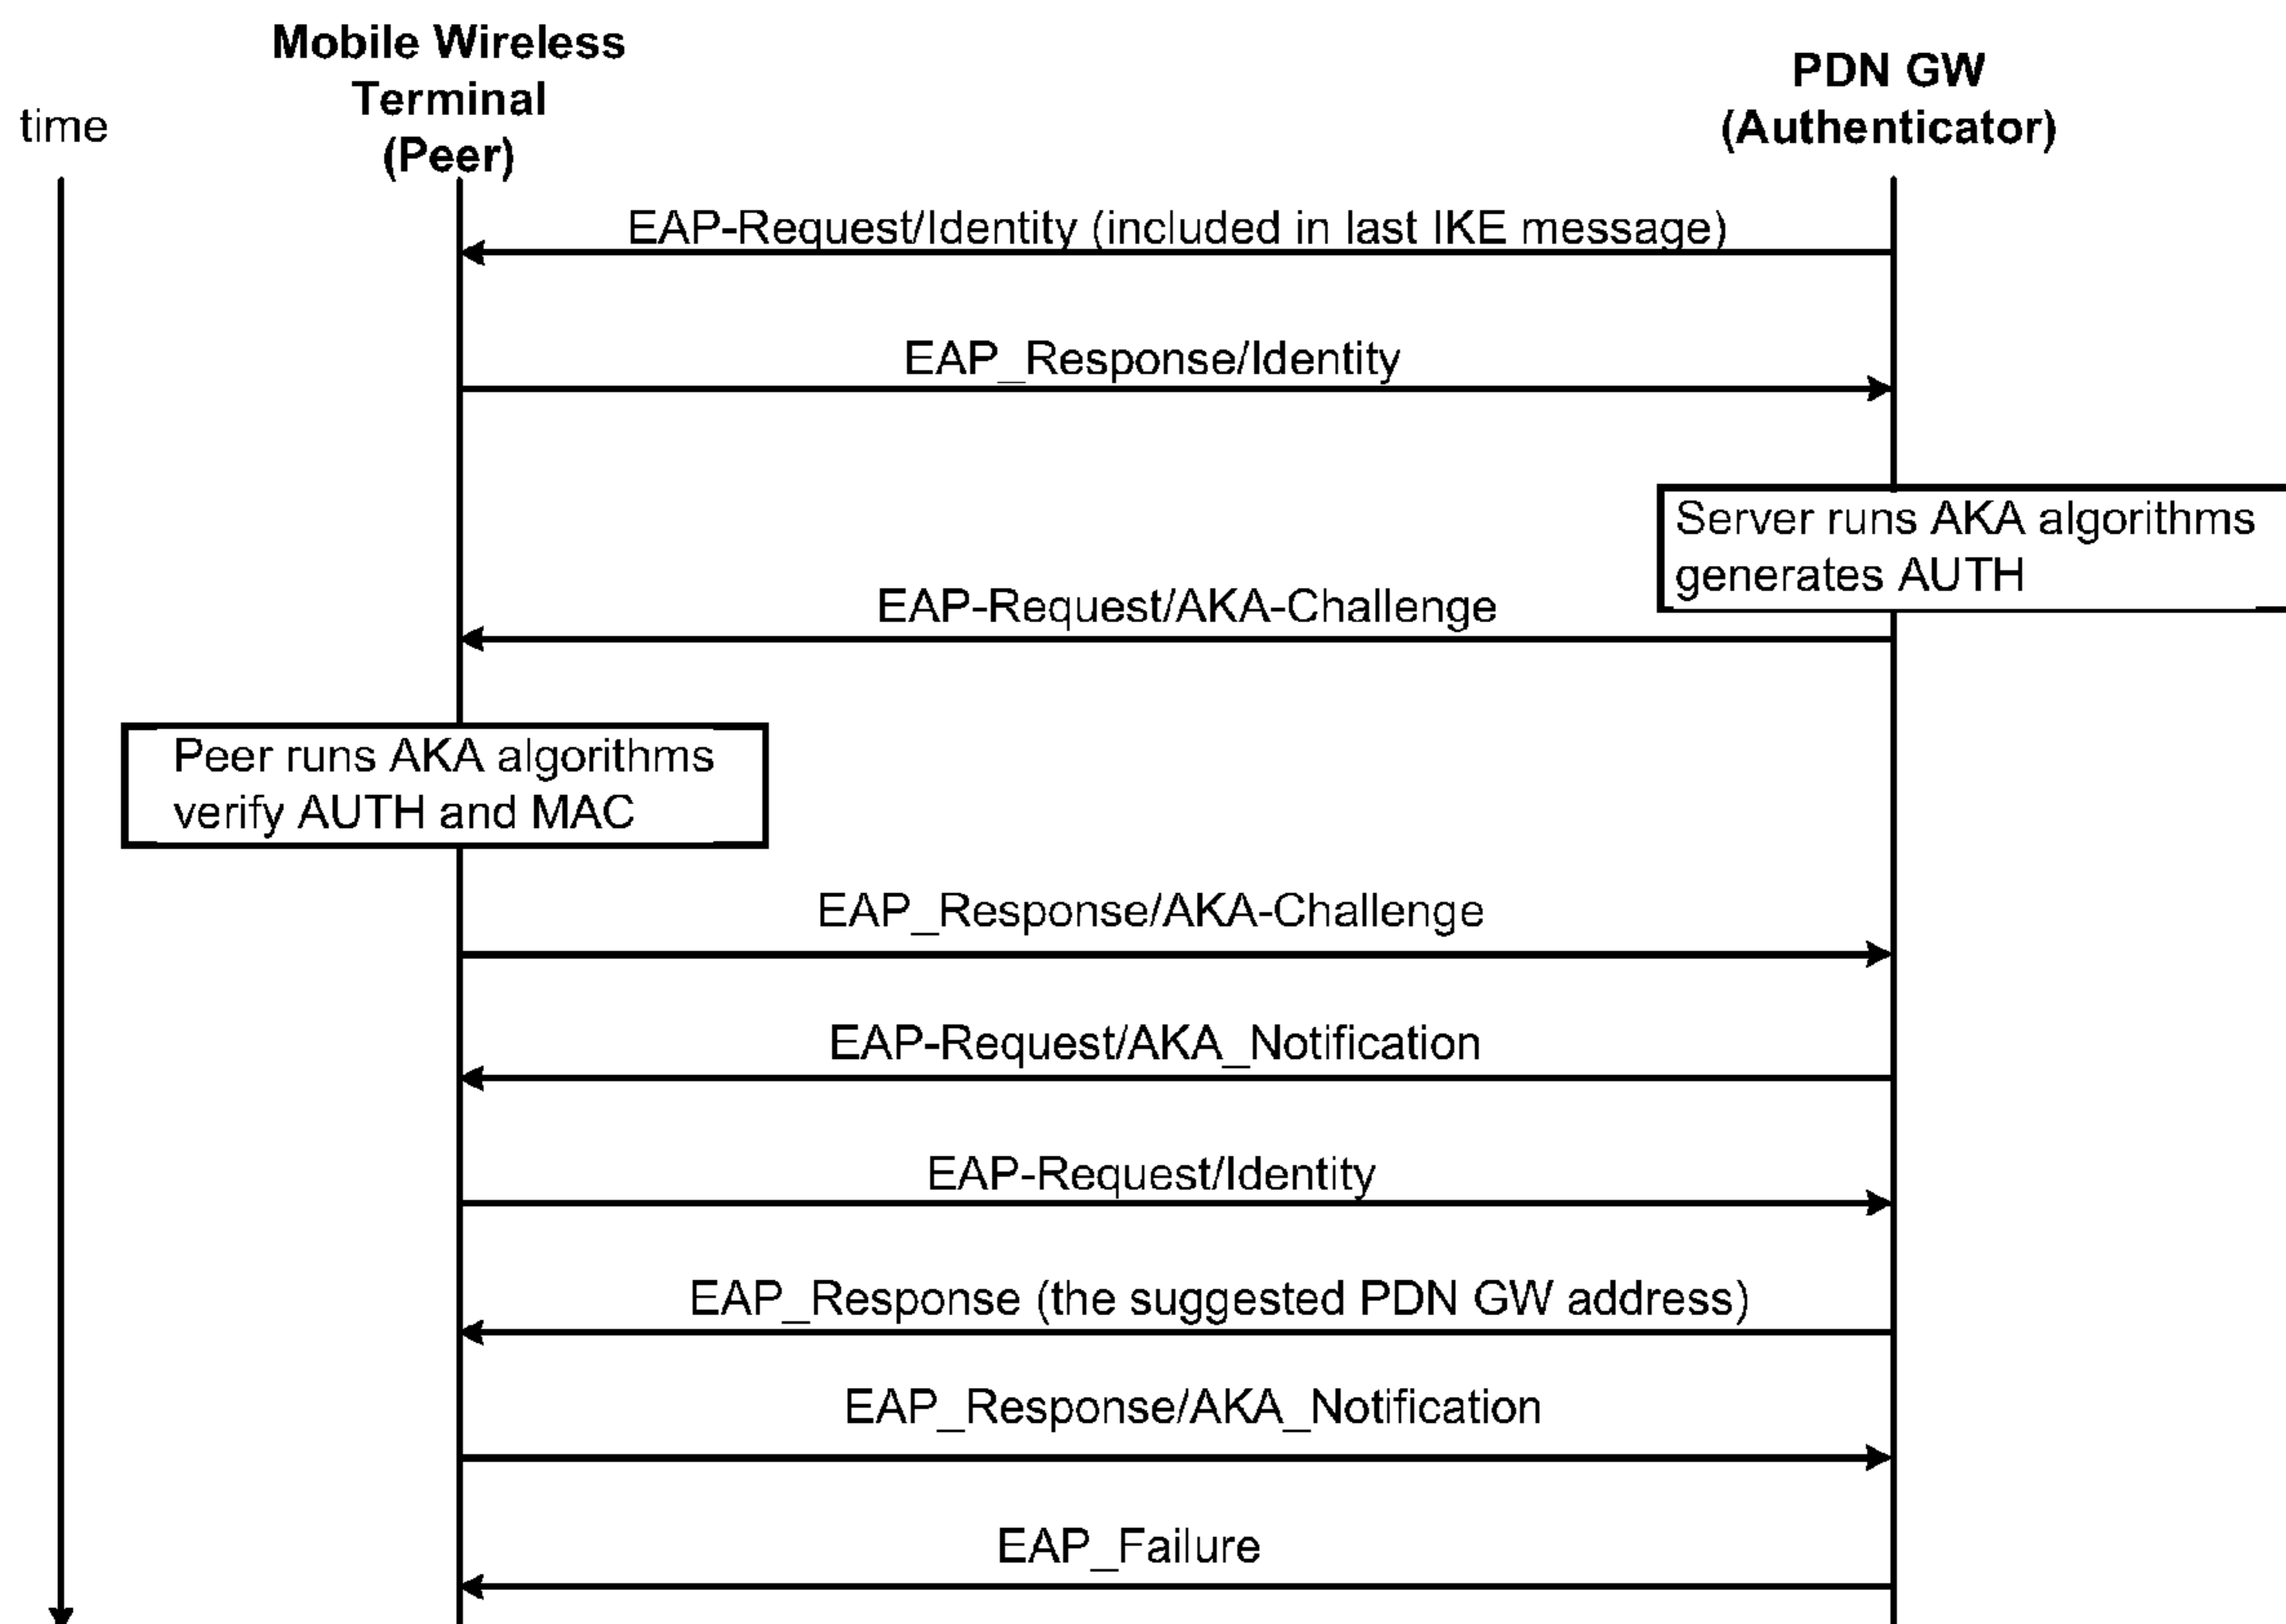 Mobile Wireless
Terminal
(Peer)
PDN GW
(Authenticator)
time
EAP-Request/Identity (included in last IKE message)
EAP_Response/Identity
Server runs AKA algorithms
generates AUTH
EAP-Request/AKA-Challenge
Peer runs AKA algorithms
verify AUTH and MAC
EAP_Response/AKA-Challenge
EAP-Request/AKA_Notification
EAP-Request/Identity
EAP_Response (the suggested PDN GW address)
EAP_Response/AKA_Notification
EAP_Failure